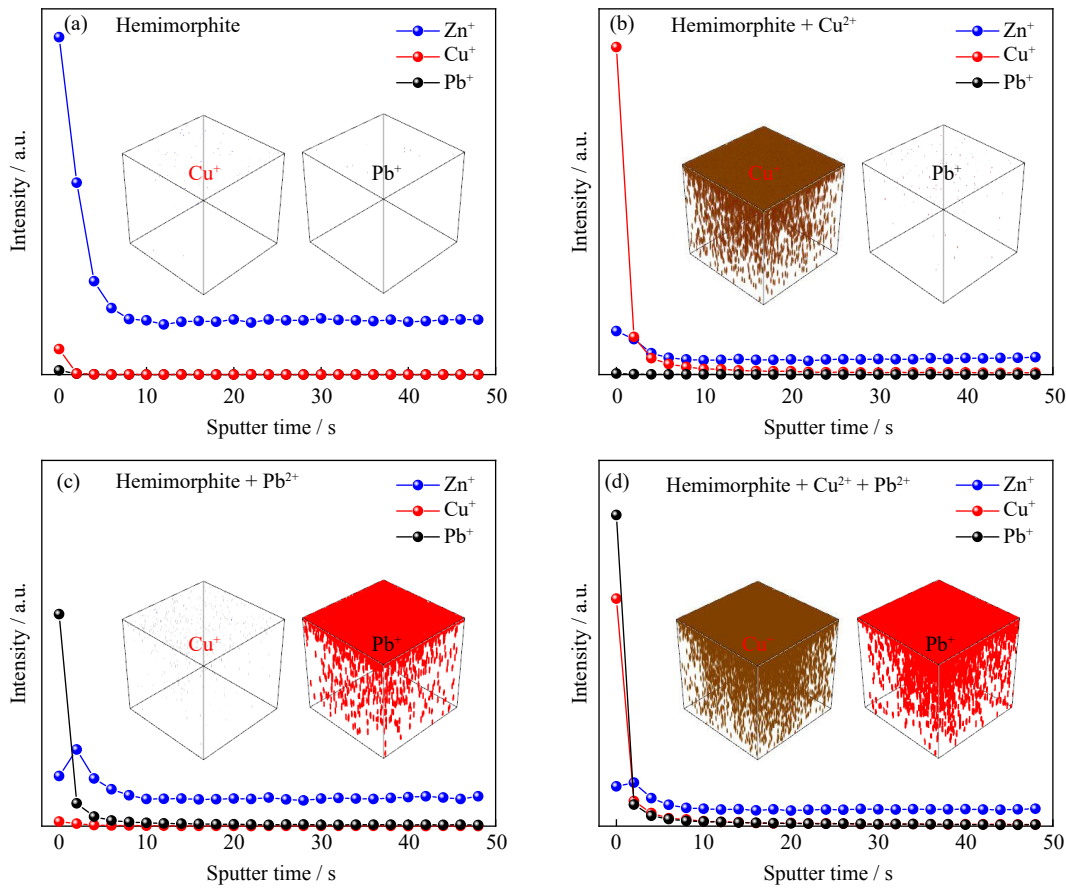 (a) Hemimorphite
Zn⁺
Cu⁺
Pb⁺
Cu⁺
Pb⁺
Intensity / a.u.
0 10 20 30 40 50
Sputter time / s
(b) Hemimorphite + Cu²⁺
Zn⁺
Cu⁺
Pb⁺
Cu⁺
Pb⁺
Intensity / a.u.
0 10 20 30 40 50
Sputter time / s
(c) Hemimorphite + Pb²⁺
Zn⁺
Cu⁺
Pb⁺
Cu⁺
Pb⁺
Intensity / a.u.
0 10 20 30 40 50
Sputter time / s
(d) Hemimorphite + Cu²⁺ + Pb²⁺
Zn⁺
Cu⁺
Pb⁺
Cu⁺
Pb⁺
Intensity / a.u.
0 10 20 30 40 50
Sputter time / s